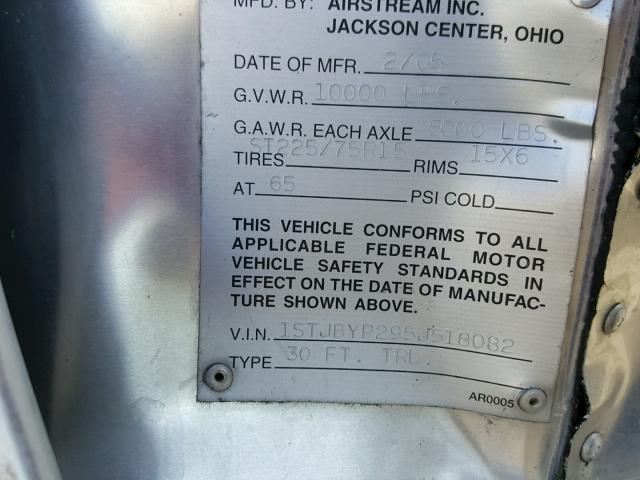 MFD. BY: AIRSTREAM INC.
JACKSON CENTER, OHIO
DATE OF MFR. 2/05
G.V.W.R. 10000 LBS.
G.A.W.R. EACH AXLE 5000 LBS.
TIRES ST225/75R15 RIMS 15X6
AT 65 PSI COLD
THIS VEHICLE CONFORMS TO ALL
APPLICABLE FEDERAL MOTOR
VEHICLE SAFETY STANDARDS IN
EFFECT ON THE DATE OF MANUFAC-
TURE SHOWN ABOVE.
V.I.N. 1STJBYP295J518082
TYPE 30 FT. TRL.
AR0005